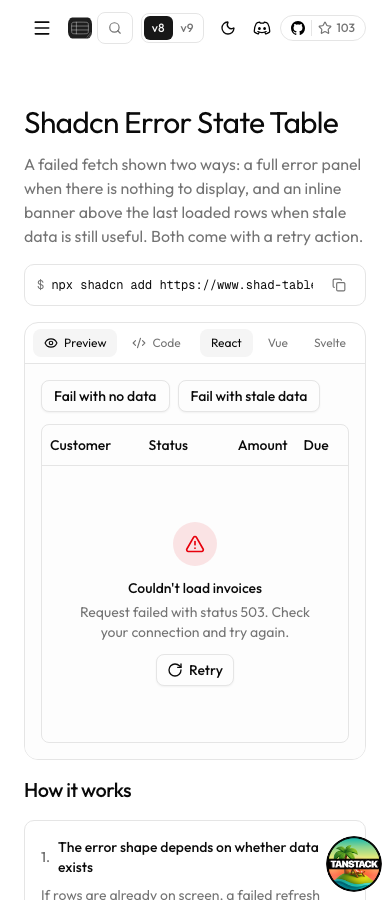 v8 v9 103
Shadcn Error State Table
A failed fetch shown two ways: a full error panel
when there is nothing to display, and an inline
banner above the last loaded rows when stale
data is still useful. Both come with a retry action.
$ npx shadcn add https://www.shad-table
Preview Code React Vue Svelte
Fail with no data Fail with stale data
Customer Status Amount Due
Couldn't load invoices
Request failed with status 503. Check
your connection and try again.
Retry
How it works
1. The error shape depends on whether data
exists
If rows are already on screen, a failed refresh
TANSTACK